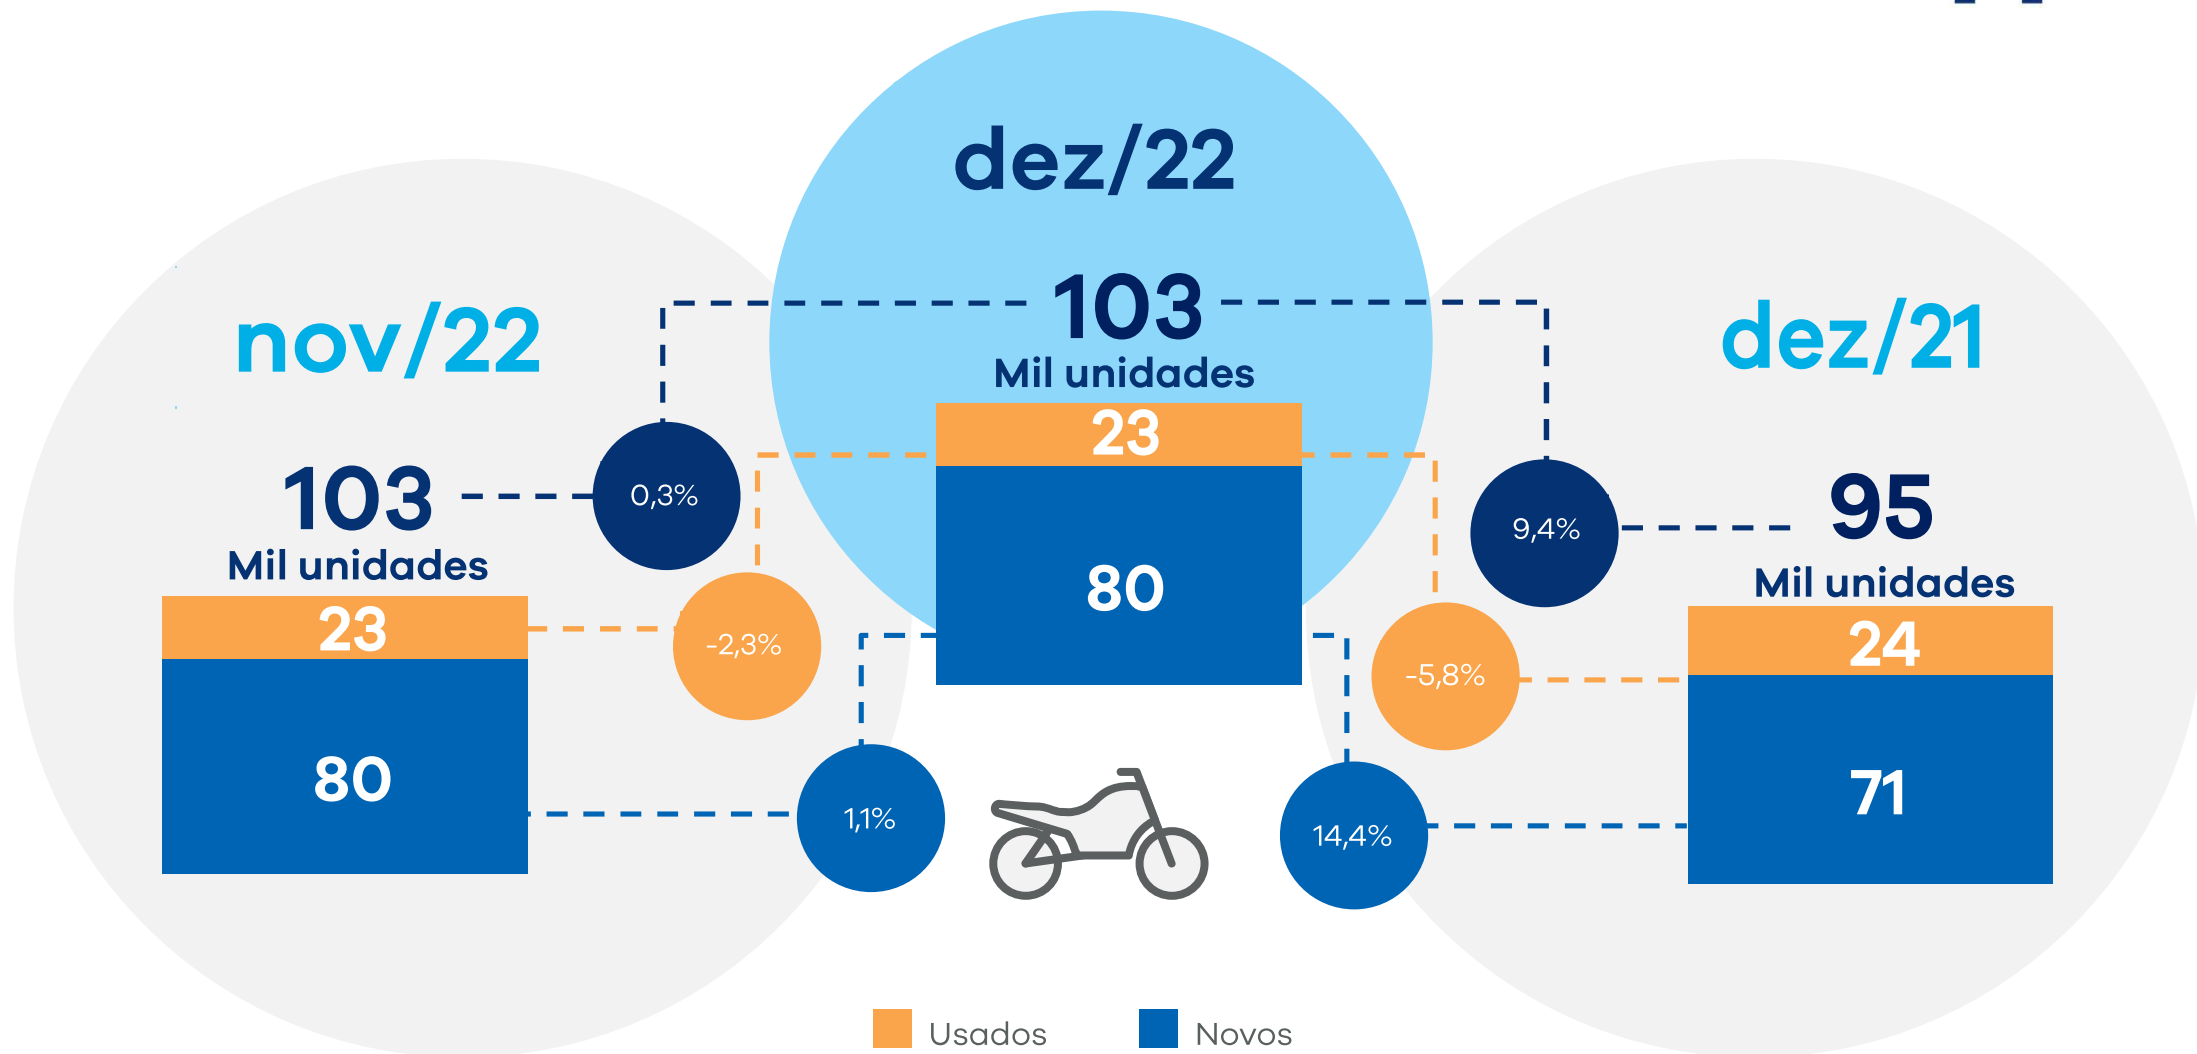 dez/22
103
Mil unidades
23
80
nov/22
103
Mil unidades
23
80
dez/21
95
Mil unidades
24
71
0,3%
-2,3%
1,1%
9,4%
-5,8%
14,4%
Usados
Novos